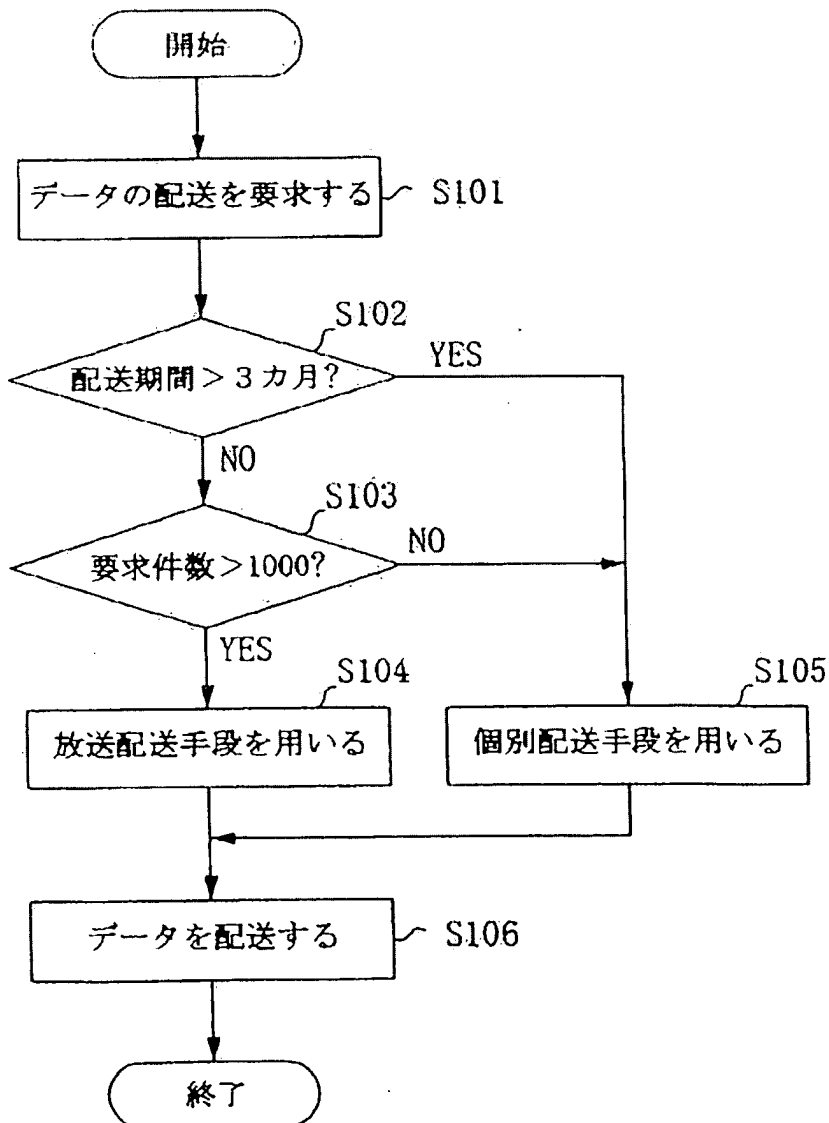 開始
データの配送を要求する
S101
S102
配送期間＞3カ月?
YES
NO
S103
要求件数＞1000?
NO
YES
S104
放送配送手段を用いる
S105
個別配送手段を用いる
データを配送する
S106
終了